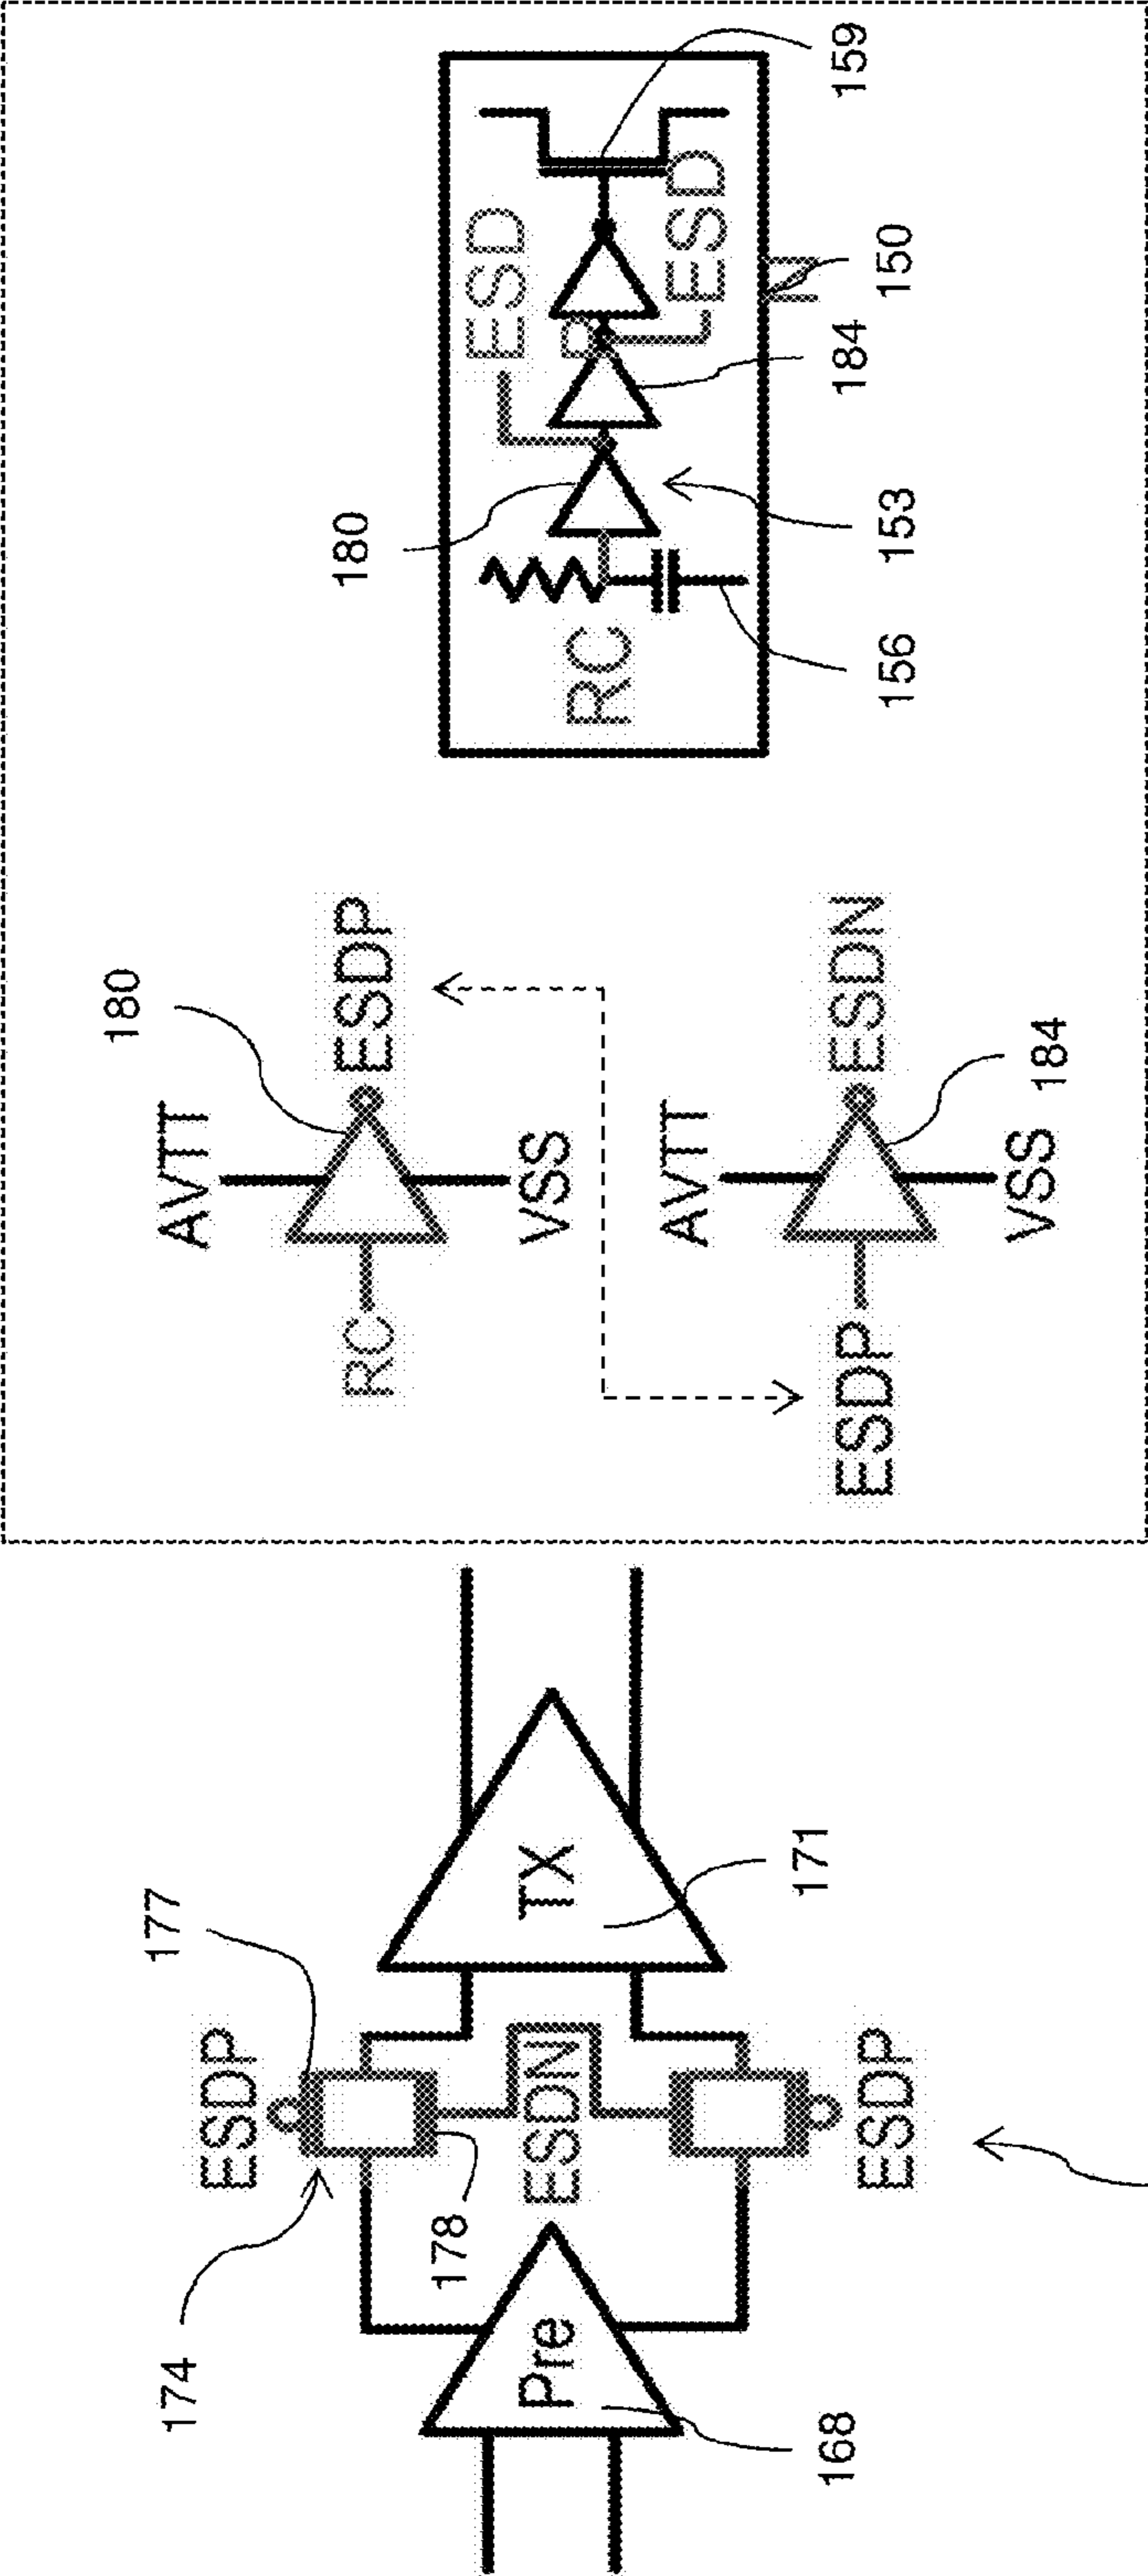 174
ESDP
177
178
ESDN
Pre
168
TX
171
ESDP
180
AVTT
RC
ESDP
VSS
AVTT
ESDP
ESDN
VSS
184
180
ESD
RC
P
ESD
N
156
153
184
150
159